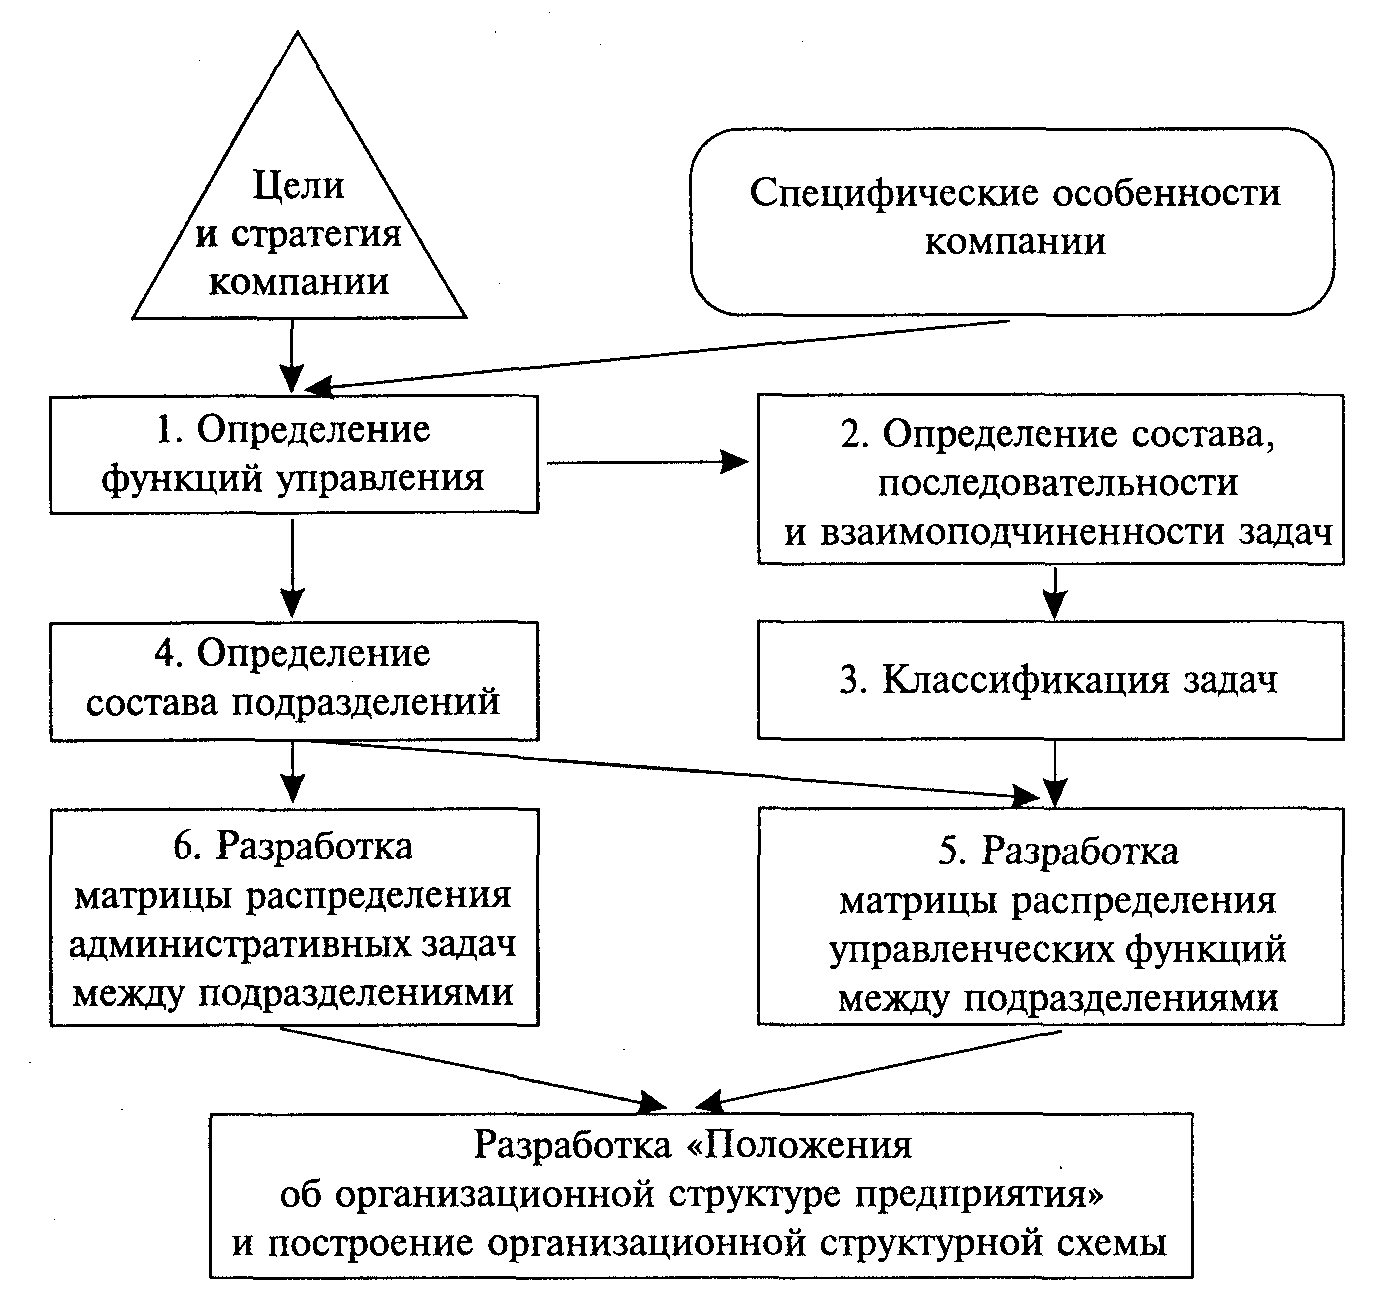 Цели
и стратегия
компании
Специфические особенности
компании
1. Определение
функций управления
2. Определение состава,
последовательности
и взаимоподчиненности задач
4. Определение
состава подразделений
3. Классификация задач
6. Разработка
матрицы распределения
административных задач
между подразделениями
5. Разработка
матрицы распределения
управленческих функций
между подразделениями
Разработка «Положения
об организационной структуре предприятия»
и построение организационной структурной схемы